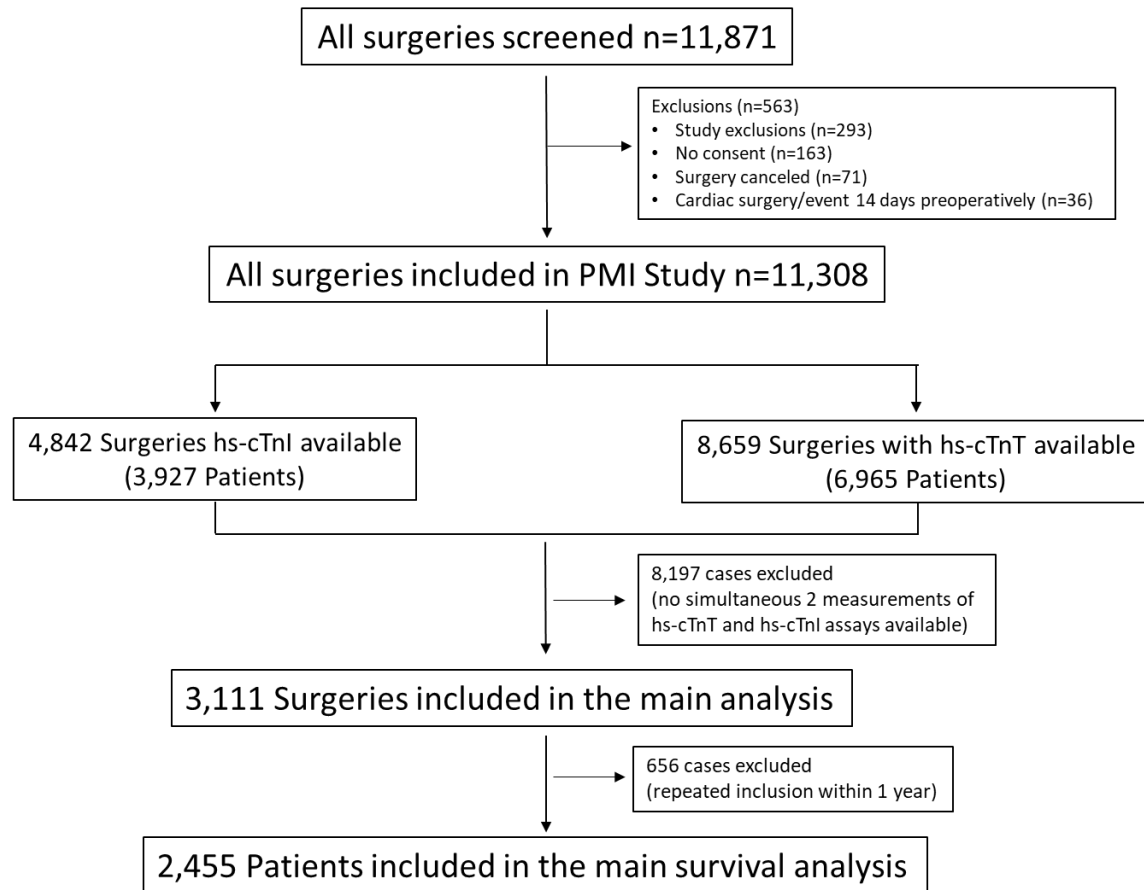 All surgeries screened n=11,871
Exclusions (n=563)
• Study exclusions (n=293)
• No consent (n=163)
• Surgery canceled (n=71)
• Cardiac surgery/event 14 days preoperatively (n=36)
All surgeries included in PMI Study n=11,308
4,842 Surgeries hs-cTnI available
(3,927 Patients)
8,659 Surgeries with hs-cTnT available
(6,965 Patients)
8,197 cases excluded
(no simultaneous 2 measurements of
hs-cTnT and hs-cTnI assays available)
3,111 Surgeries included in the main analysis
656 cases excluded
(repeated inclusion within 1 year)
2,455 Patients included in the main survival analysis